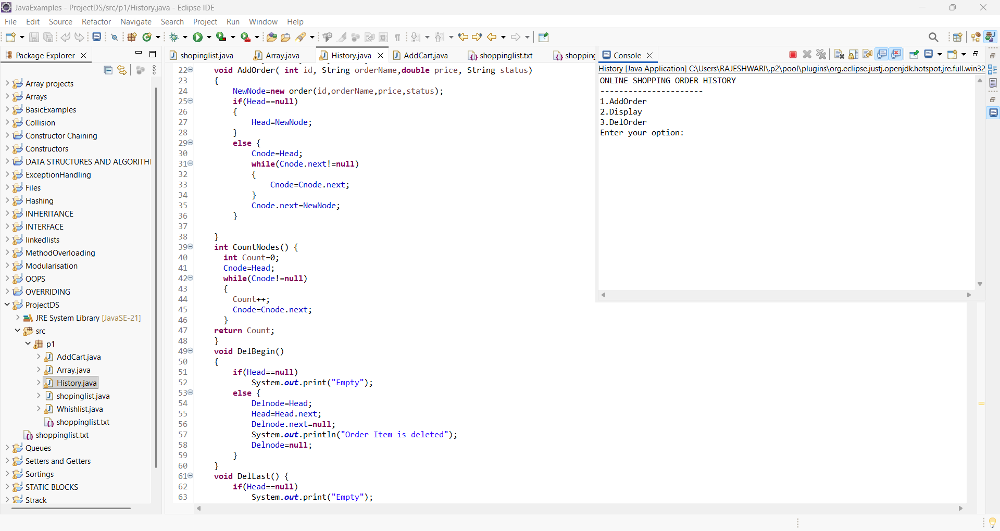 JavaExamples - ProjectDS/src/p1/History.java - Eclipse IDE
File Edit Source Refactor Navigate Search Project Run Window Help
Package Explorer
Array projects
Arrays
BasicExamples
Collision
Constructor Chaining
Constructors
DATA STRUCTURES AND ALGORITH
ExceptionHandling
Files
Hashing
INHERITANCE
INTERFACE
linkedlists
MethodOverloading
Modularisation
OOPS
OVERRIDING
ProjectDS
JRE System Library [JavaSE-21]
src
p1
AddCart.java
Array.java
History.java
shopinglist.java
Whishlist.java
shoppinglist.txt
shoppinglist.txt
Queues
Setters and Getters
Sortings
STATIC BLOCKS
Strack
shopinglist.java Array.java History.java AddCart.java shoppinglist.txt shopping
22 void AddOrder( int id, String orderName,double price, String status)
23 {
24 NewNode=new order(id,orderName,price,status);
25 if(Head==null)
26 {
27 Head=NewNode;
28 }
29 else {
30 Cnode=Head;
31 while(Cnode.next!=null)
32 {
33 Cnode=Cnode.next;
34 }
35 Cnode.next=NewNode;
36 }
37
38 }
39 int CountNodes() {
40 int Count=0;
41 Cnode=Head;
42 while(Cnode!=null)
43 {
44 Count++;
45 Cnode=Cnode.next;
46 }
47 return Count;
48 }
49 void DelBegin()
50 {
51 if(Head==null)
52 System.out.print("Empty");
53 else {
54 Delnode=Head;
55 Head=Head.next;
56 Delnode.next=null;
57 System.out.println("Order Item is deleted");
58 Delnode=null;
59 }
60 }
61 void DelLast() {
62 if(Head==null)
63 System.out.print("Empty");
Console
History [Java Application] C:\Users\RAJESHWARI\.p2\pool\plugins\org.eclipse.justj.openjdk.hotspot.jre.full.win32
ONLINE SHOPPING ORDER HISTORY
----------------------
1.AddOrder
2.Display
3.DelOrder
Enter your option: